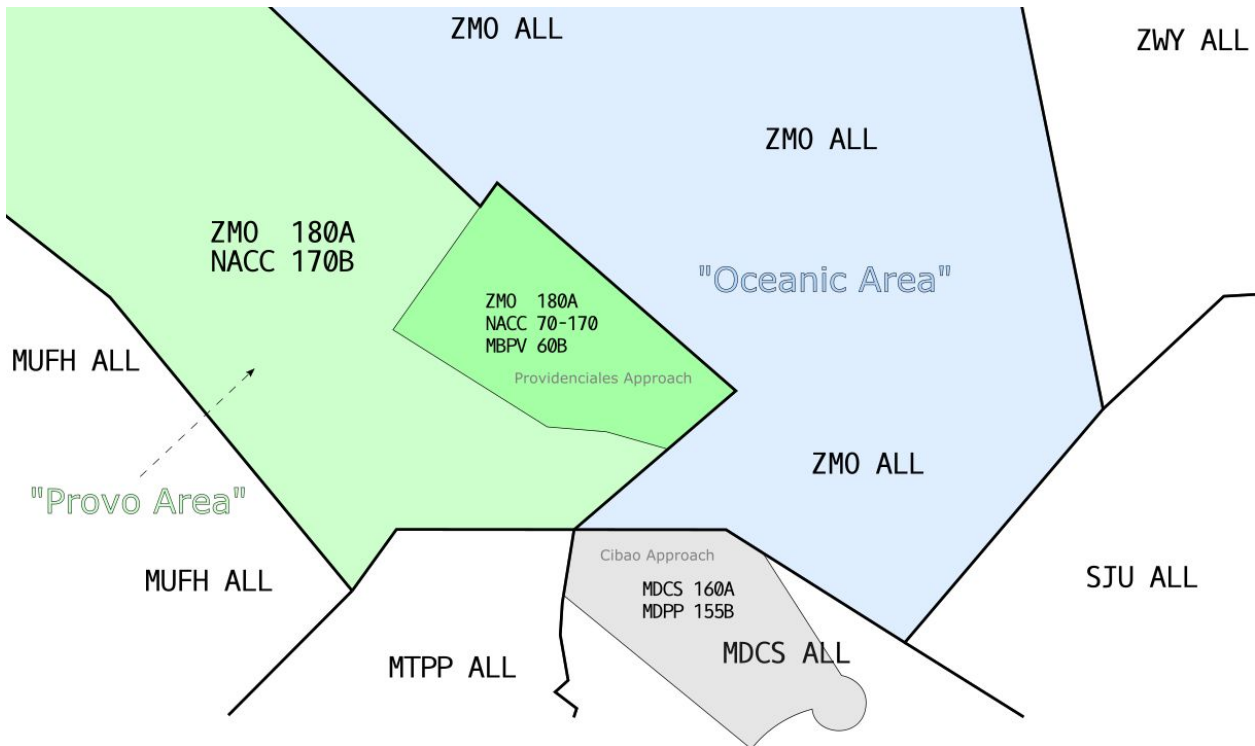 ZMO ALL
ZWY ALL
ZMO ALL
ZMO  180A
NACC 170B
"Oceanic Area"
ZMO  180A
NACC 70-170
MBPV 60B
Providenciales Approach
MUFH ALL
ZMO ALL
"Provo Area"
Cibao Approach
MUFH ALL
MDCS 160A
MDPP 155B
SJU ALL
MTPP ALL
MDCS ALL